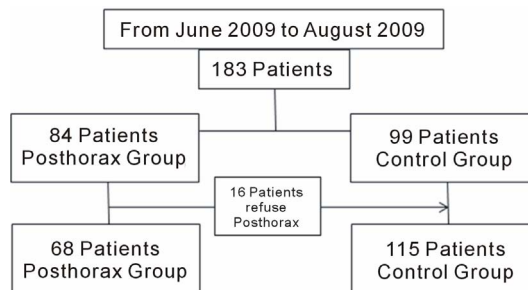 From June 2009 to August 2009
183 Patients
84 Patients
Posthorax Group
99 Patients
Control Group
16 Patients
refuse
Posthorax
68 Patients
Posthorax Group
115 Patients
Control Group